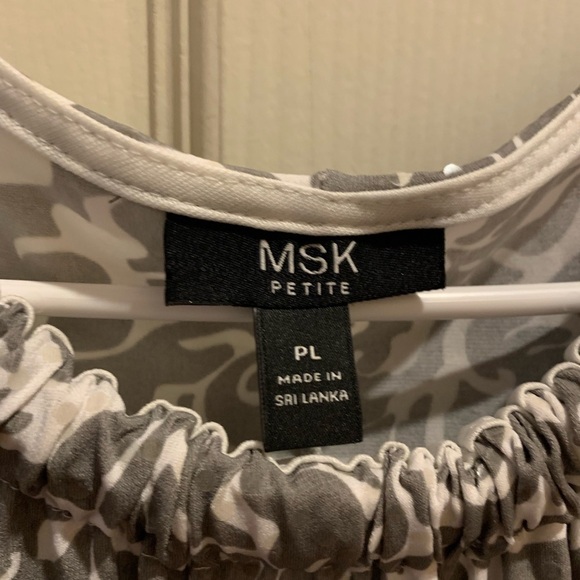 MSK
PETITE
PL
MADE IN
SRI LANKA